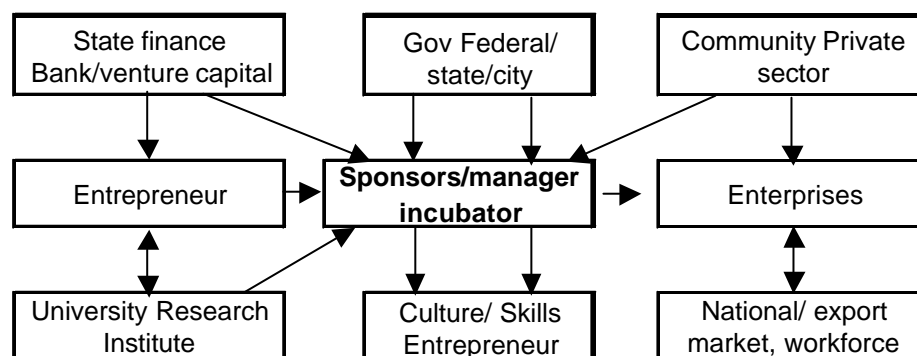 State finance
Bank/venture capital
Gov Federal/
state/city
Community Private
sector
Entrepreneur
Sponsors/manager
incubator
Enterprises
University Research
Institute
Culture/ Skills
Entrepreneur
National/ export
market, workforce